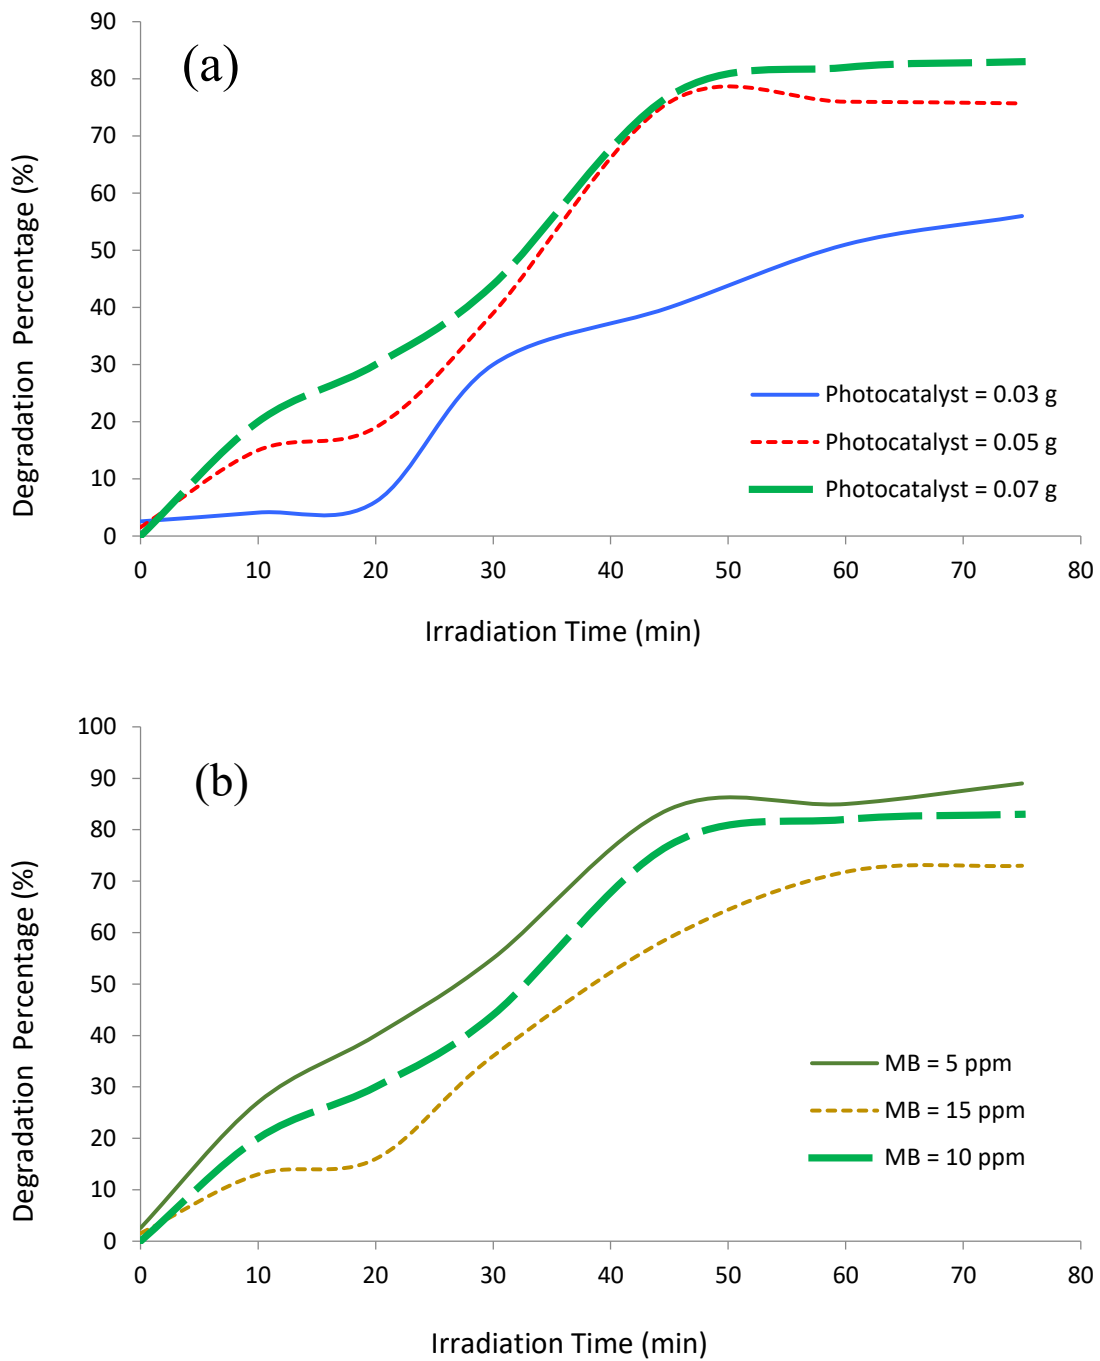 (a)
Degradation Percentage (%)
90
80
70
60
50
40
30
20
10
0
Photocatalyst = 0.03 g
Photocatalyst = 0.05 g
Photocatalyst = 0.07 g
0 10 20 30 40 50 60 70 80
Irradiation Time (min)
(b)
Degradation Percentage (%)
100
90
80
70
60
50
40
30
20
10
0
MB = 5 ppm
MB = 15 ppm
MB = 10 ppm
0 10 20 30 40 50 60 70 80
Irradiation Time (min)